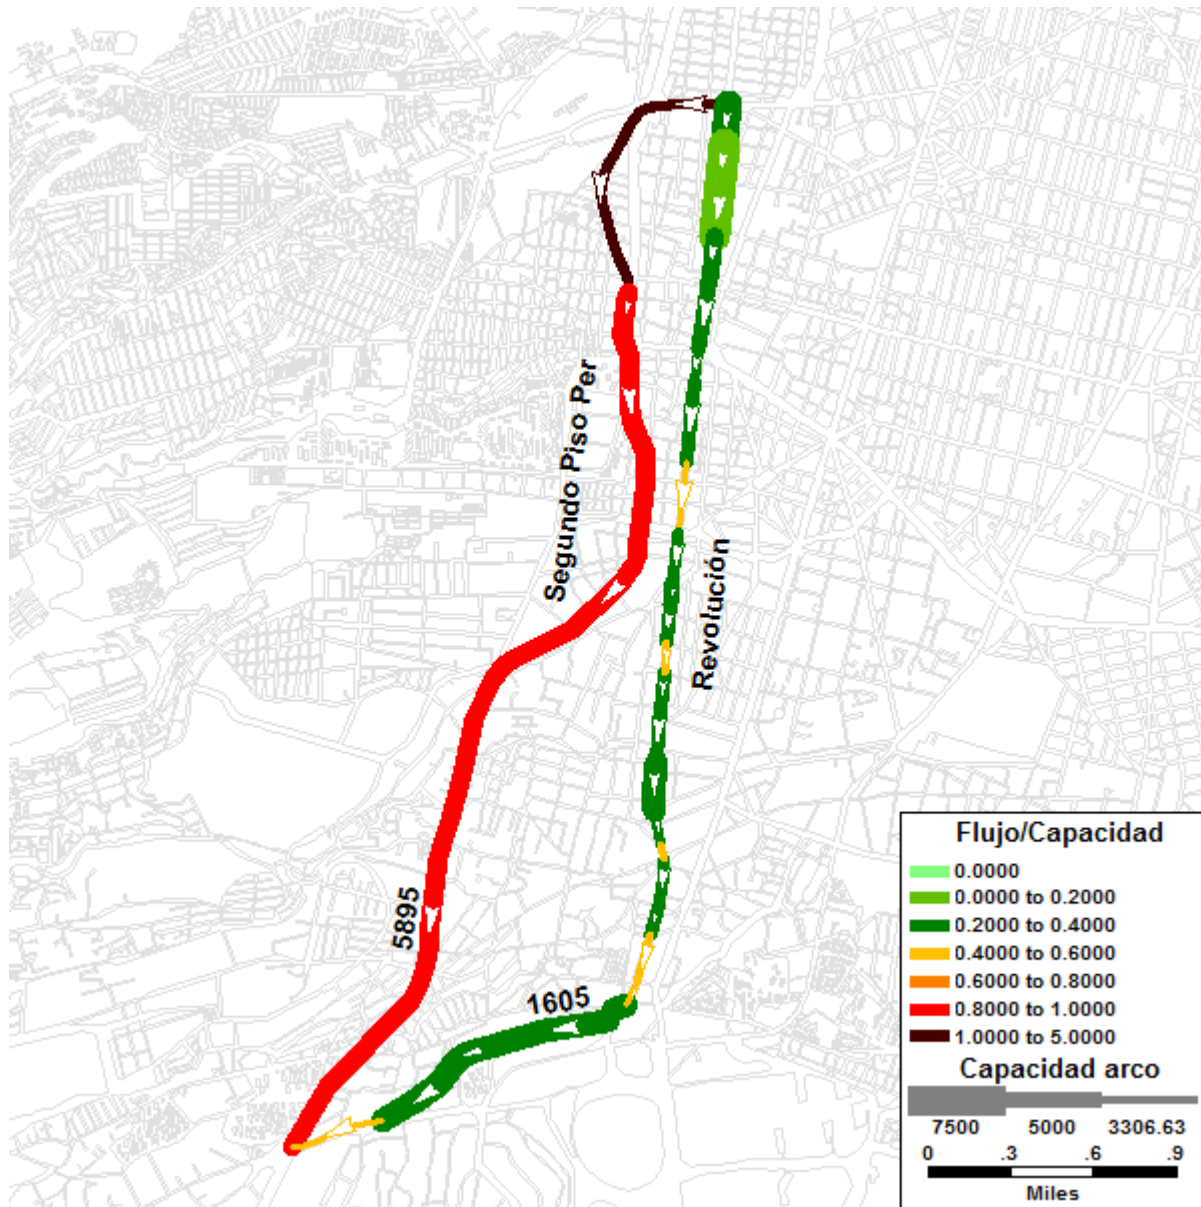 Segundo Piso Per
Revolución
5895
1605
Flujo/Capacidad
0.0000
0.0000 to 0.2000
0.2000 to 0.4000
0.4000 to 0.6000
0.6000 to 0.8000
0.8000 to 1.0000
1.0000 to 5.0000
Capacidad arco
7500 5000 3306.63
0 .3 .6 .9
Miles